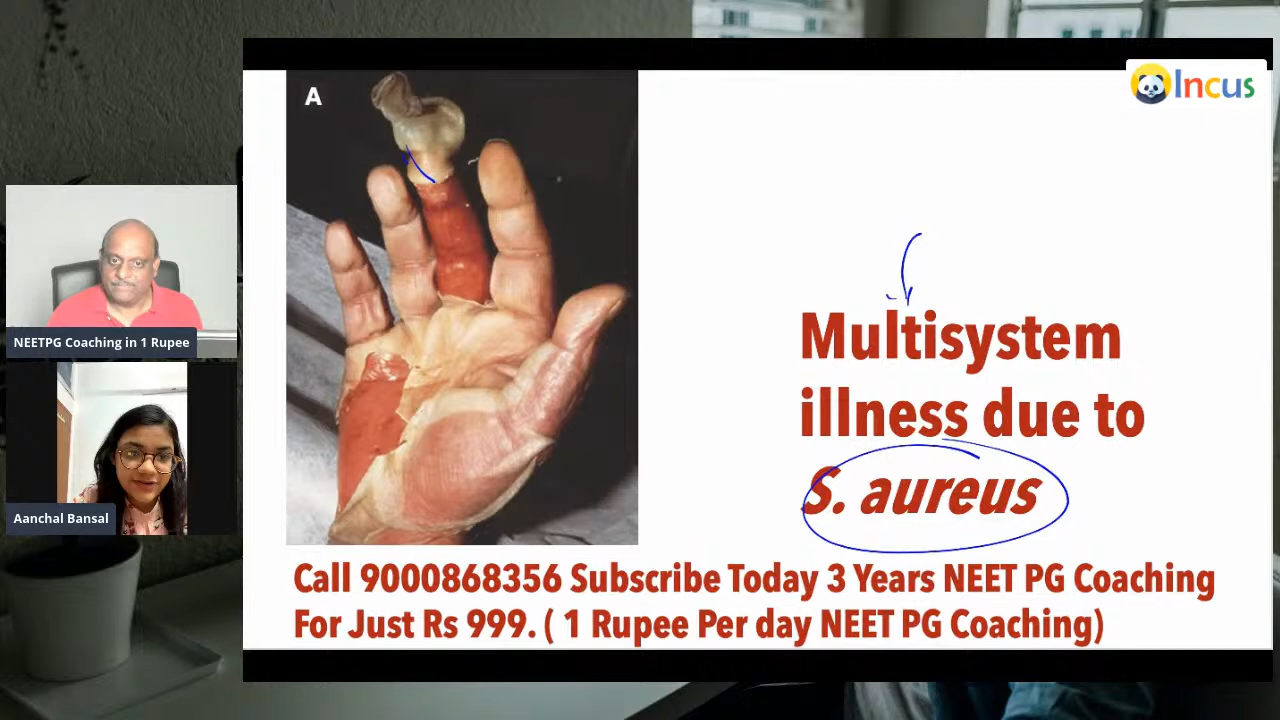 A
Incus
Multisystem
illness due to
S. aureus
NEETPG Coaching in 1 Rupee
Aanchal Bansal
Call 9000868356 Subscribe Today 3 Years NEET PG Coaching
For Just Rs 999. ( 1 Rupee Per day NEET PG Coaching)